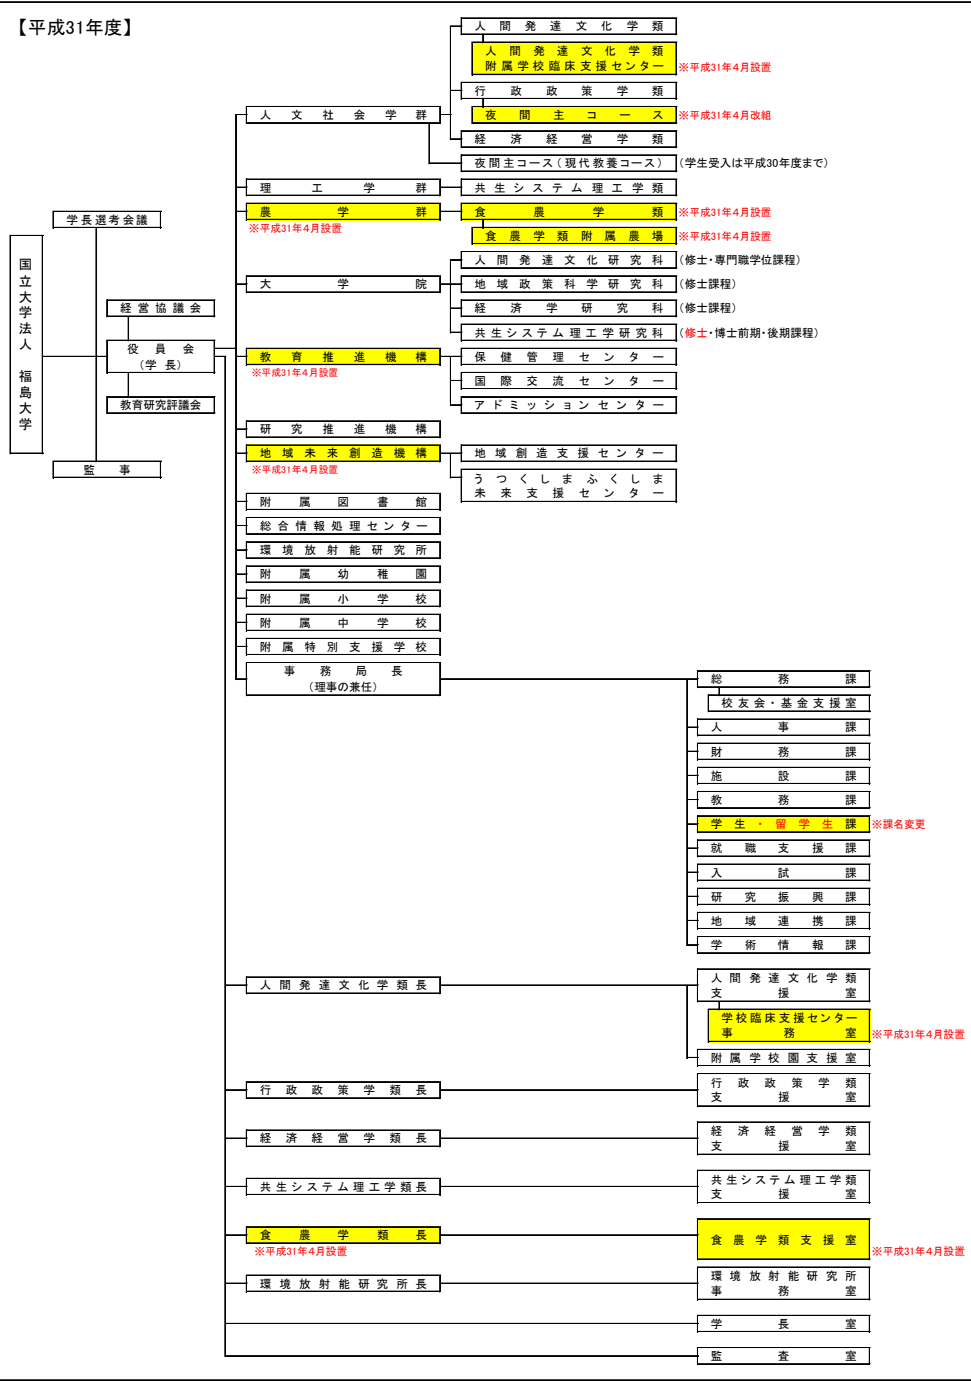 【平成31年度】
人間発達文化学類
人間発達文化学類
附属学校臨床支援センター
※平成31年4月設置
行政政策学類
人文社会学群
夜間主コース
※平成31年4月改組
経済経営学類
夜間主コース(現代教養コース)
(学生受入は平成30年度まで)
理工学群
共生システム理工学類
農学群
※平成31年4月設置
食農学類
※平成31年4月設置
学長選考会議
食農学類附属農場
※平成31年4月設置
国立大学法人 福島大学
人間発達文化研究科
(修士・専門職学位課程)
大学院
地域政策科学研究科
(修士課程)
経営協議会
経済学研究科
(修士課程)
共生システム理工学研究科
(修士・博士前期・後期課程)
役員会
(学長)
教育推進機構
※平成31年4月設置
保健管理センター
国際交流センター
教育研究評議会
アドミッションセンター
研究推進機構
地域未来創造機構
※平成31年4月設置
地域創造支援センター
監事
うつくしまふくしま
未来支援センター
附属図書館
総合情報処理センター
環境放射能研究所
附属幼稚園
附属小学校
附属中学校
附属特別支援学校
事務局長
(理事の兼任)
総務課
校友会・基金支援室
人事課
財務課
施設課
教務課
学生・留学生課
※課名変更
就職支援課
入試課
研究振興課
地域連携課
学術情報課
人間発達文化学類長
人間発達文化学類
支援室
学校臨床支援センター
事務室
※平成31年4月設置
附属学校園支援室
行政政策学類長
行政政策学類
支援室
経済経営学類長
経済経営学類
支援室
共生システム理工学類長
共生システム理工学類
支援室
食農学類長
※平成31年4月設置
食農学類支援室
※平成31年4月設置
環境放射能研究所長
環境放射能研究所
事務室
学長室
監査室